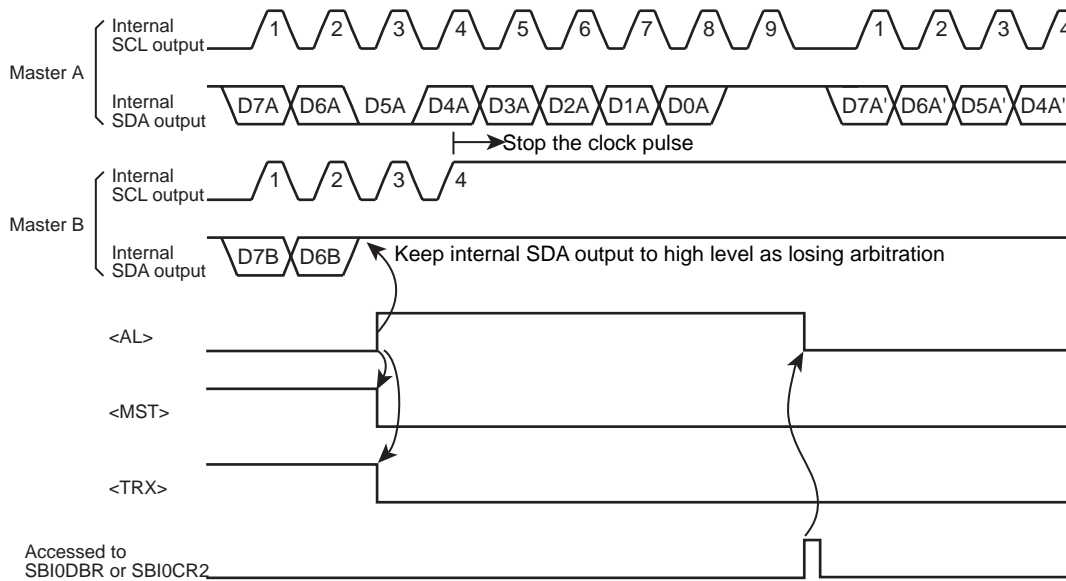 Master A
Internal
SCL output
1 2 3 4 5 6 7 8 9 1 2 3 4
Internal
SDA output
D7A D6A D5A D4A D3A D2A D1A D0A D7A' D6A' D5A' D4A'
Stop the clock pulse
Master B
Internal
SCL output
1 2 3 4
Internal
SDA output
D7B D6B
Keep internal SDA output to high level as losing arbitration
<AL>
<MST>
<TRX>
Accessed to
SBI0DBR or SBI0CR2